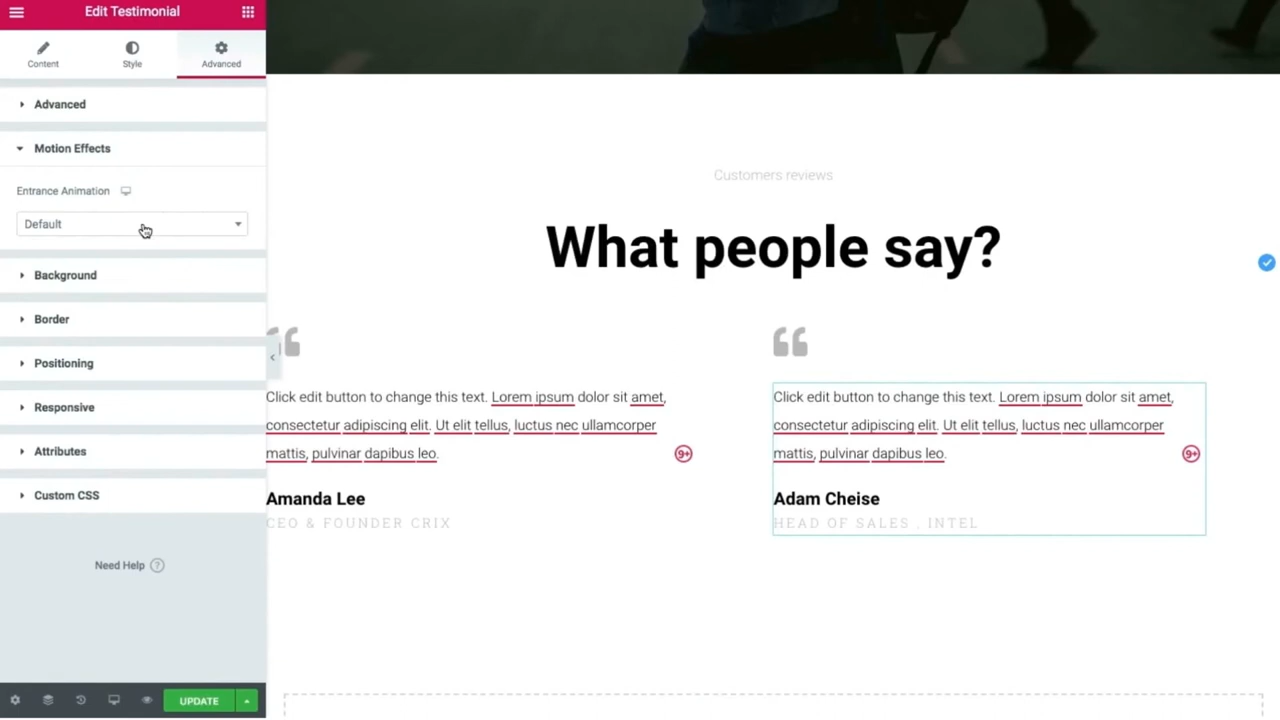 Edit Testimonial
Content
Style
Advanced
Advanced
Motion Effects
Entrance Animation
Default
Background
Border
Positioning
Responsive
Attributes
Custom CSS
Need Help ?
UPDATE
Customers reviews
What people say?
Click edit button to change this text. Lorem ipsum dolor sit amet,
consectetur adipiscing elit. Ut elit tellus, luctus nec ullamcorper
mattis, pulvinar dapibus leo.
9+
Amanda Lee
CEO & FOUNDER CRIX
Click edit button to change this text. Lorem ipsum dolor sit amet,
consectetur adipiscing elit. Ut elit tellus, luctus nec ullamcorper
mattis, pulvinar dapibus leo.
9+
Adam Cheise
HEAD OF SALES , INTEL